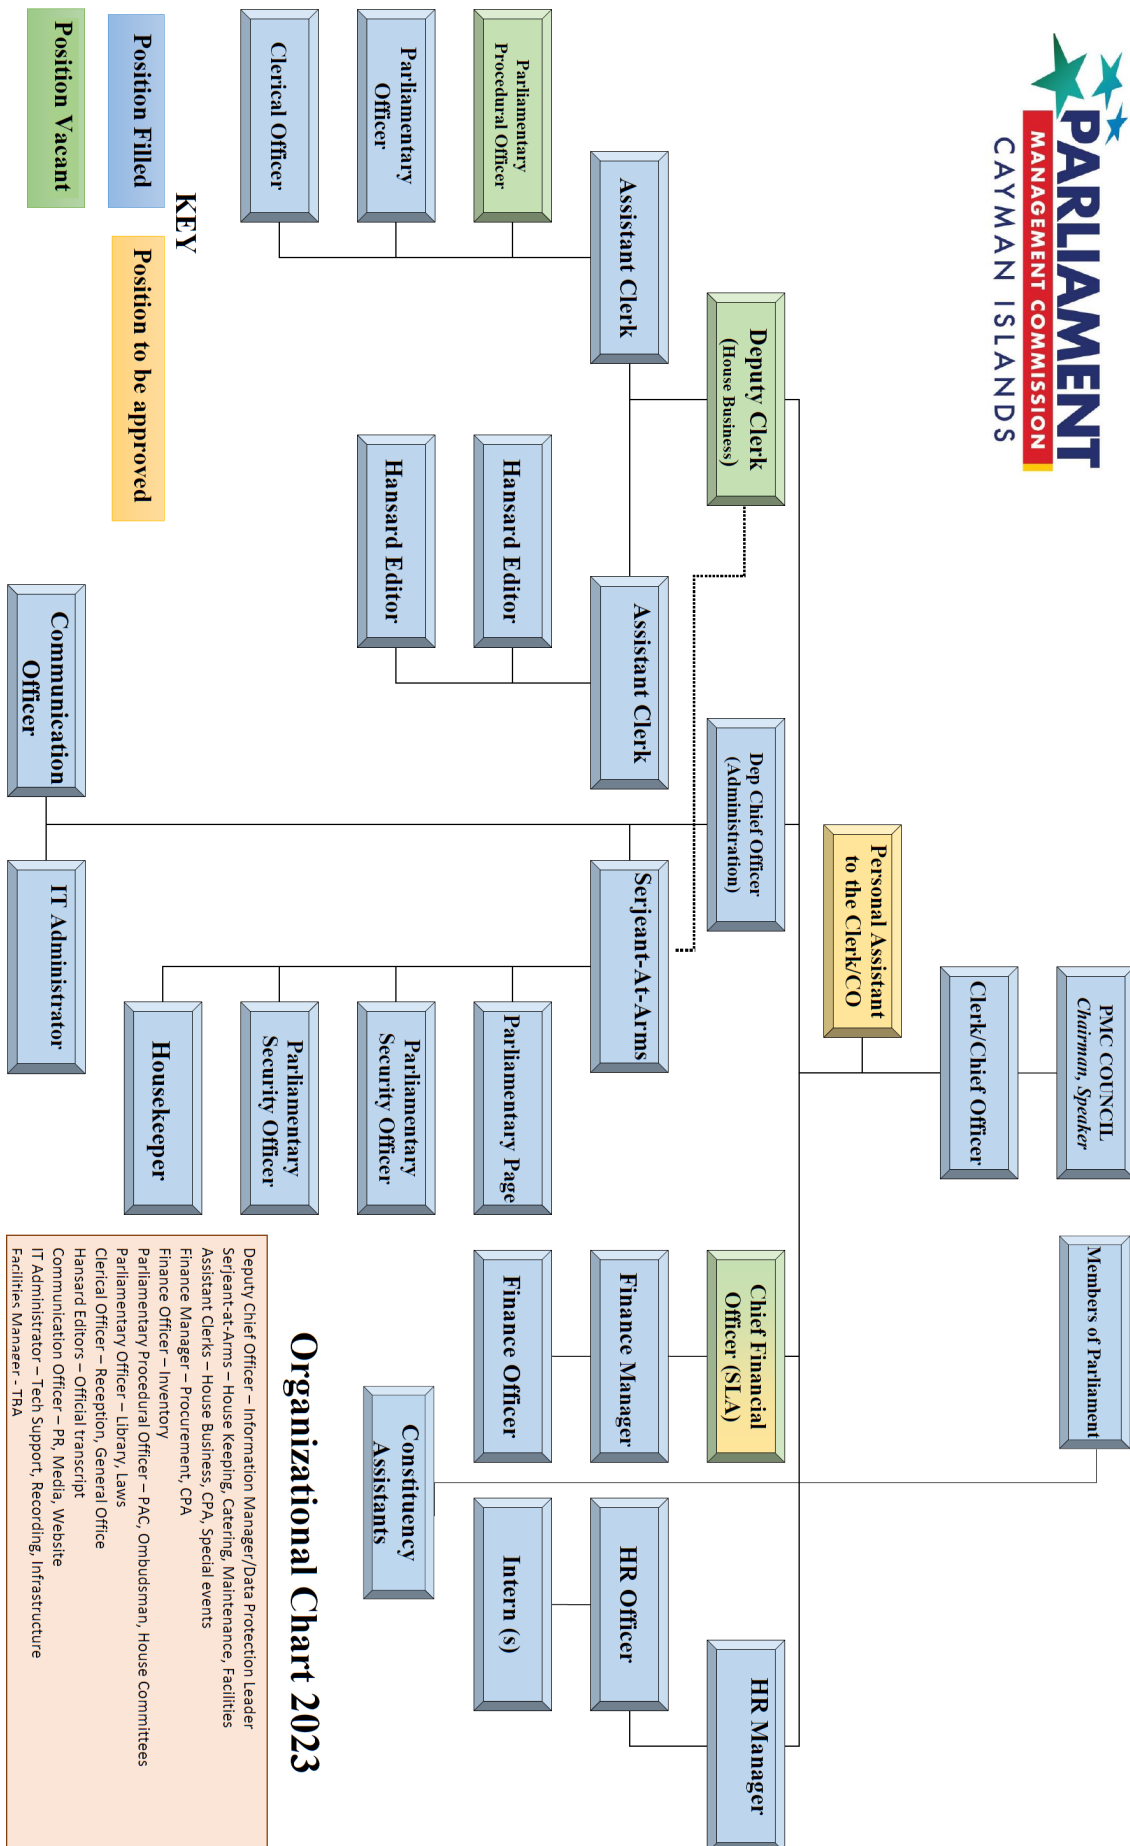 PARLIAMENT
MANAGEMENT COMMISSION
CAYMAN ISLANDS
PMC COUNCIL
Chairman, Speaker
Members of Parliament
Clerk/Chief Officer
Personal Assistant
to the Clerk/CO
Deputy Clerk
(House Business)
Dep Chief Officer
(Administration)
Chief Financial
Officer (SLA)
HR Manager
Assistant Clerk
Assistant Clerk
Serjeant-At-Arms
Finance Manager
HR Officer
Parliamentary
Procedural Officer
Hansard Editor
Parliamentary Page
Finance Officer
Intern (s)
Parliamentary
Officer
Hansard Editor
Parliamentary
Security Officer
Constituency
Assistants
Clerical Officer
Parliamentary
Security Officer
Housekeeper
Communication
Officer
IT Administrator
KEY
Position Filled
Position to be approved
Position Vacant
Organizational Chart 2023
Deputy Chief Officer – Information Manager/Data Protection Leader
Serjeant-at-Arms – House Keeping, Catering, Maintenance, Facilities
Assistant Clerks – House Business, CPA, Special events
Finance Manager – Procurement, CPA
Finance Officer – Inventory
Parliamentary Procedural Officer – PAC, Ombudsman, House Committees
Parliamentary Officer – Library, Laws
Clerical Officer – Reception, General Office
Hansard Editors – Official transcript
Communication Officer – PR, Media, Website
IT Administrator – Tech Support, Recording, Infrastructure
Facilities Manager - TBA